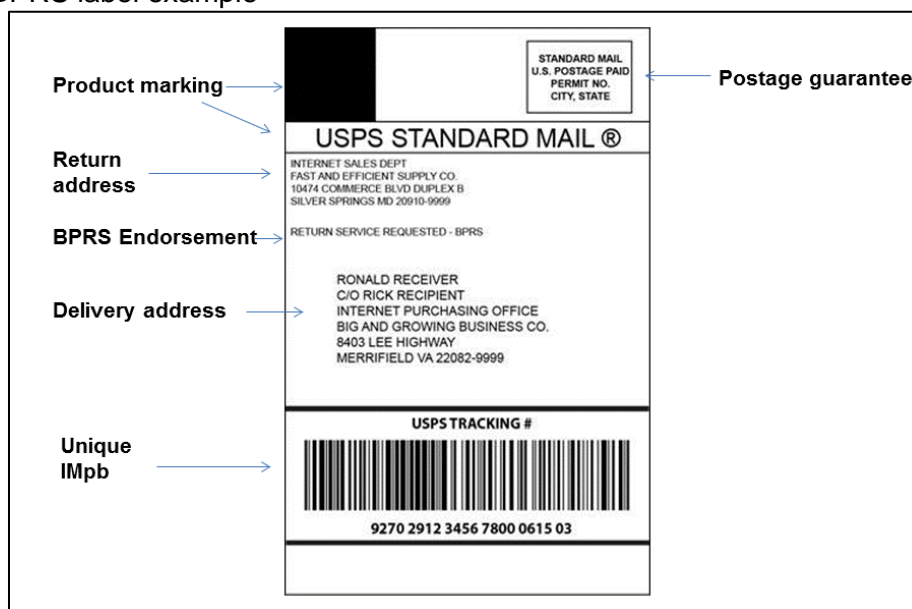 RS label example
STANDARD MAIL
U.S. POSTAGE PAID
PERMIT NO.
CITY, STATE
Product marking
Postage guarantee
USPS STANDARD MAIL ®
Return
address
INTERNET SALES DEPT
FAST AND EFFICIENT SUPPLY CO.
10474 COMMERCE BLVD DUPLEX B
SILVER SPRINGS MD 20910-9999
BPRS Endorsement
RETURN SERVICE REQUESTED - BPRS
Delivery address
RONALD RECEIVER
C/O RICK RECIPIENT
INTERNET PURCHASING OFFICE
BIG AND GROWING BUSINESS CO.
8403 LEE HIGHWAY
MERRIFIELD VA 22082-9999
Unique
IMpb
USPS TRACKING #
9270 2912 3456 7800 0615 03